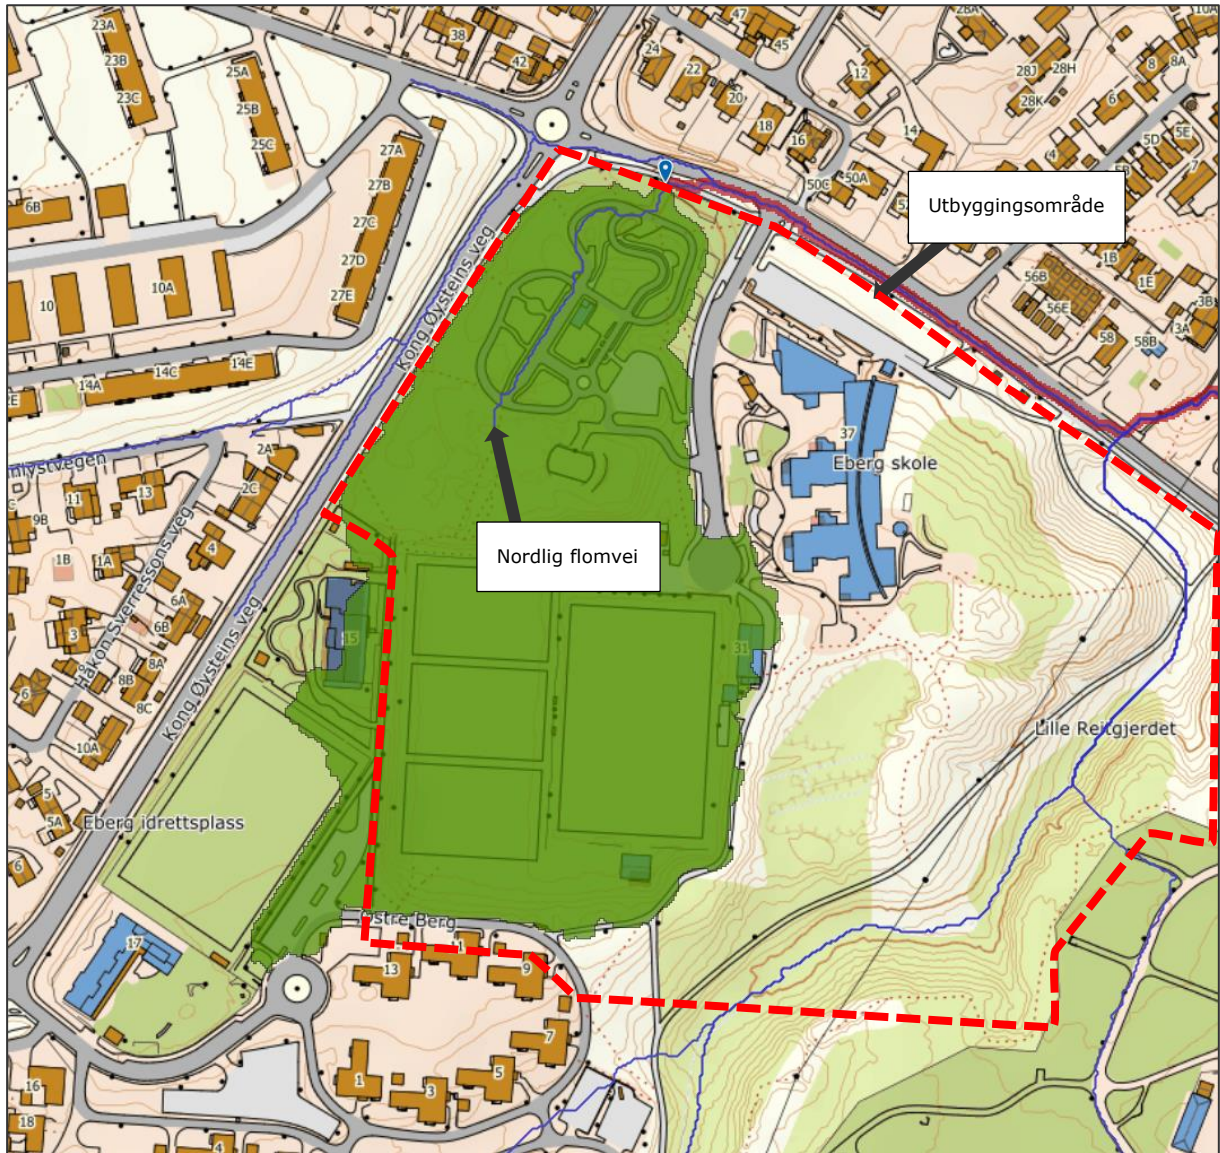 23A
23B
23C
25A
25B
25C
38
42
47
45
24
22
20
18
16
12
14
28A
28J
28H
28K
10A
8
8A
6
4
5D
5E
5B
7
27A
27B
27C
27D
27E
6B
10
10A
50C
50A
Utbyggingsområde
1B
1E
56B
56E
58
58B
3A
3B
Kong Øysteins veg
14A
14C
14E
2A
2C
37
Eberg skole
11
13
9B
4
1B
1A
Nordlig flomvei
6A
6B
3
8A
8B
8C
6
10A
Håkon Sverressons veg
Kong Øysteins veg
15
31
Lille Reitgjerdet
5
5A
6
Eberg idrettsplass
17
Østre Berg
13
11
9
7
5
3
1
16
18
4